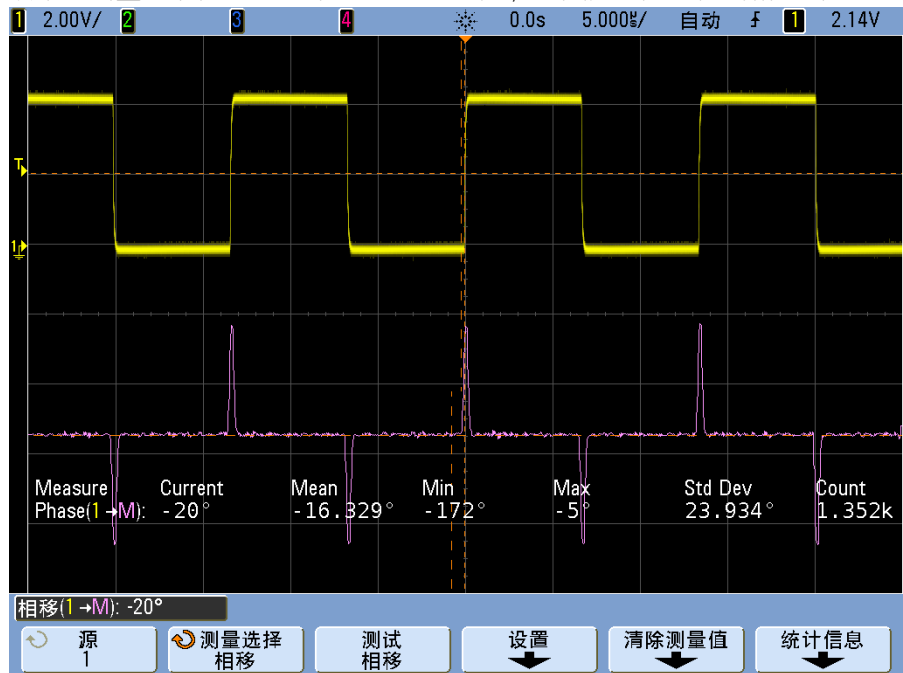 1 2.00V/ 2 3 4 0.0s 5.000㎲/ 自动 1 2.14V
T
1
Measure Current Mean Min Max Std Dev Count
Phase(1→M): -20° -16.329° -172° -5° 23.934° 1.352k
相移(1→M): -20°
源 测量选择 测试 设置 清除测量值 统计信息
1 相移 相移